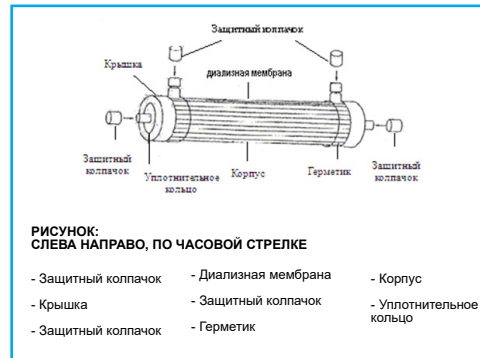 Защитный колпачок
Крышка
диализная мембрана
Защитный
колпачок
Уплотнительное
кольцо
Корпус
Герметик
Защитный
колпачок
РИСУНОК:
СЛЕВА НАПРАВО, ПО ЧАСОВОЙ СТРЕЛКЕ
- Защитный колпачок
- Крышка
- Защитный колпачок
- Диализная мембрана
- Защитный колпачок
- Герметик
- Корпус
- Уплотнительное
кольцо